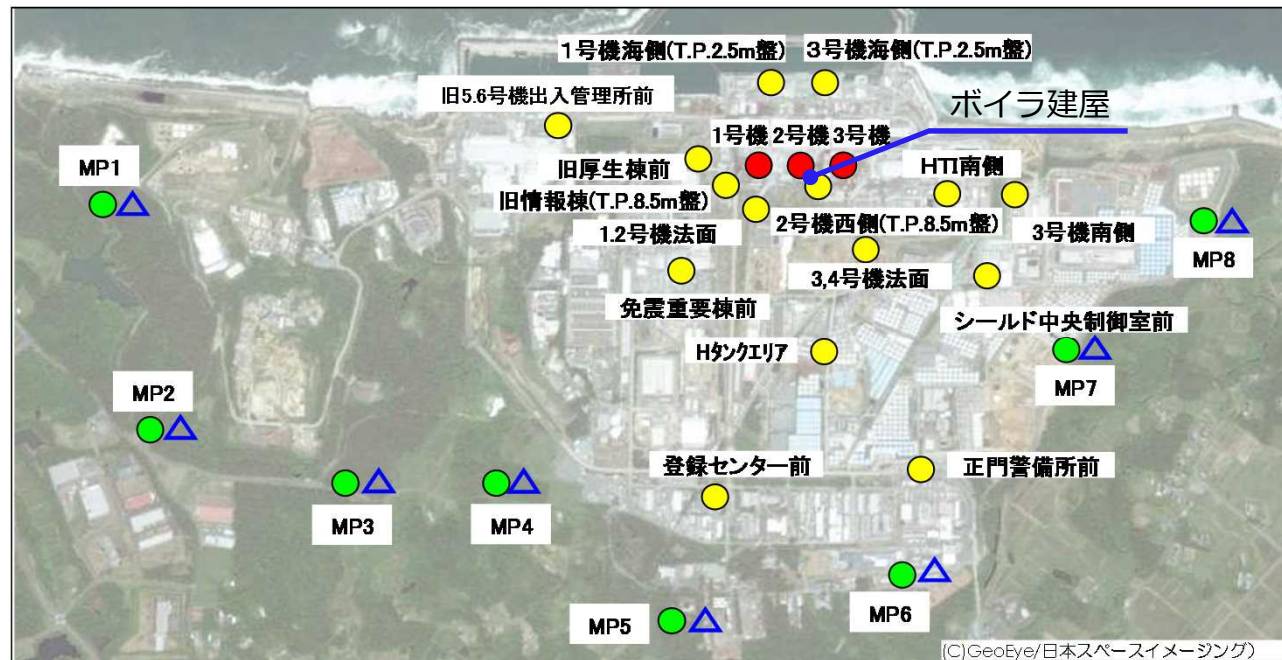 1号機海側(T.P.2.5m盤)
3号機海側(T.P.2.5m盤)
旧5.6号機出入管理所前
ボイラ建屋
1号機
2号機
3号機
MP1
旧厚生棟前
HTI南側
旧情報棟(T.P.8.5m盤)
2号機西側(T.P.8.5m盤)
1.2号機法面
3号機南側
MP8
3,4号機法面
免震重要棟前
シールド中央制御室前
Hタンクエリア
MP7
MP2
登録センター前
正門警備所前
MP3
MP4
MP6
MP5
(C)GeoEye/日本スペースイメージング)